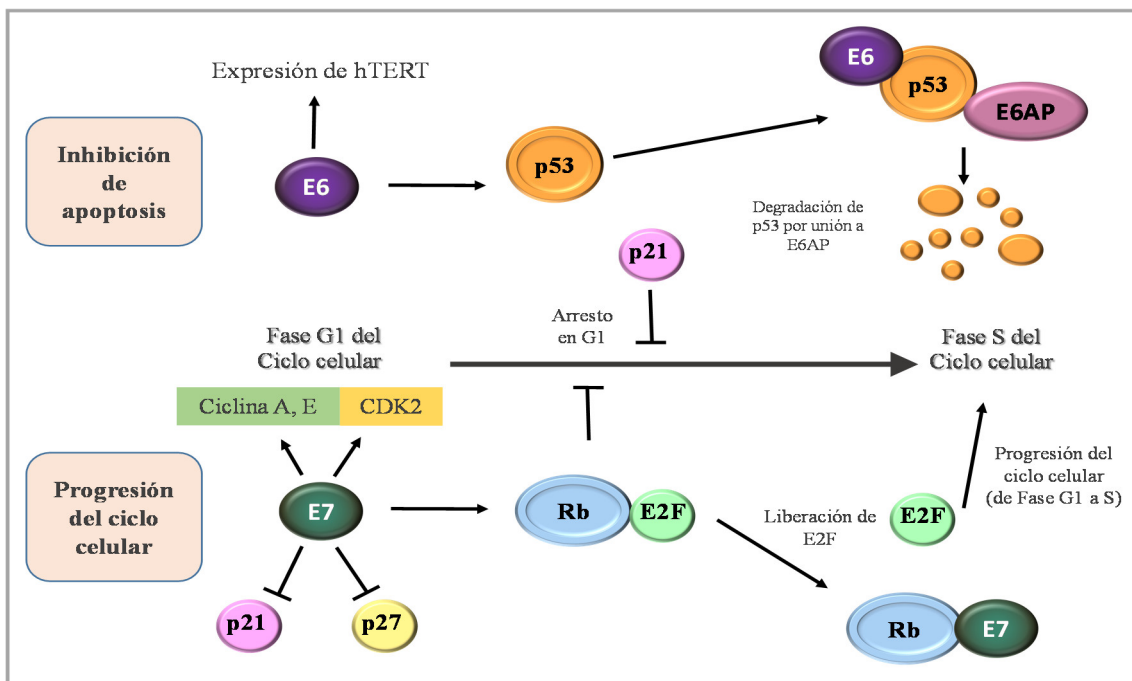 Expresión de hTERT
Inhibición
de
apoptosis
E6
p53
E6
p53
E6AP
Degradación de
p53 por unión a
E6AP
p21
Arresto
en G1
Fase G1 del
Ciclo celular
Fase S del
Ciclo celular
Ciclina A, E
CDK2
Progresión
del ciclo
celular
E7
Rb
E2F
Liberación de
E2F
E2F
Progresión del
ciclo celular
(de Fase G1 a S)
p21
p27
Rb
E7